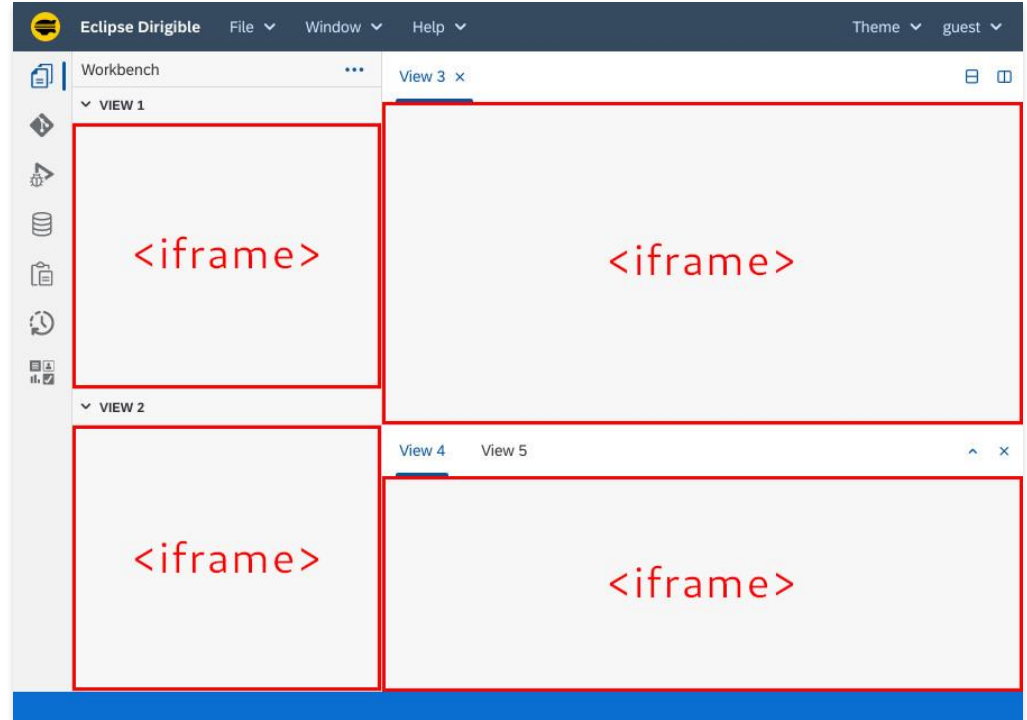 Eclipse Dirigible File Window Help Theme guest
Workbench
VIEW 1
<iframe>
VIEW 2
<iframe>
View 3
<iframe>
View 4 View 5
<iframe>